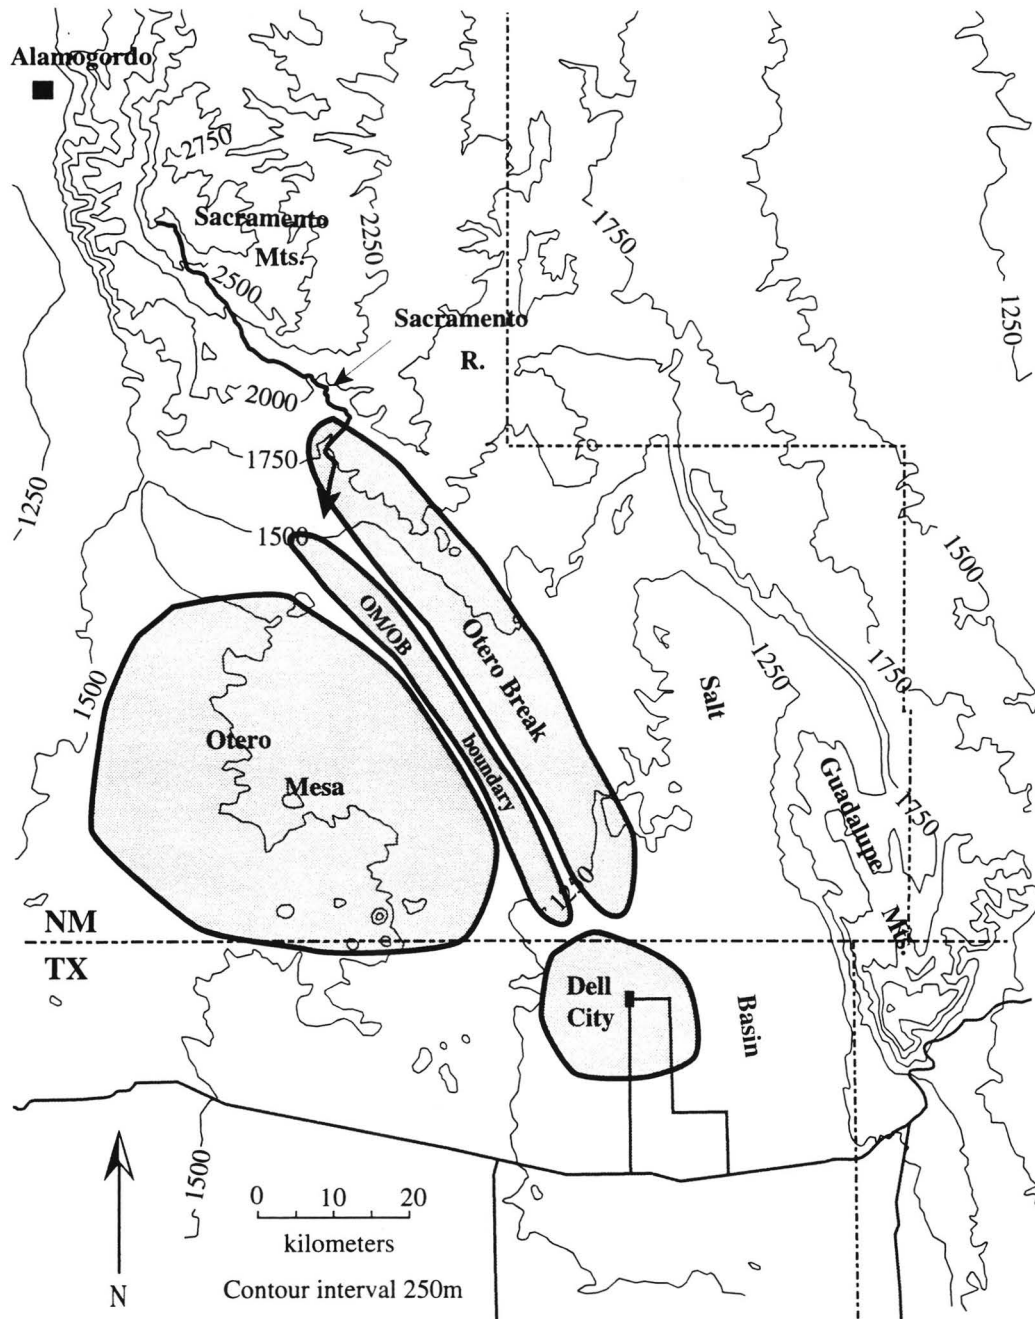 Alamogordo
2750
Sacramento
Mts.
2250
2500
1750
1250
Sacramento
R.
2000
1750
1250
1500
1500
OM/OB
boundary
Otero Break
1500
1250
1750
Salt
Otero
Mesa
Guadalupe
Mts.
1750
NM
TX
Dell
City
Basin
1500
0 10 20
kilometers
Contour interval 250m
N